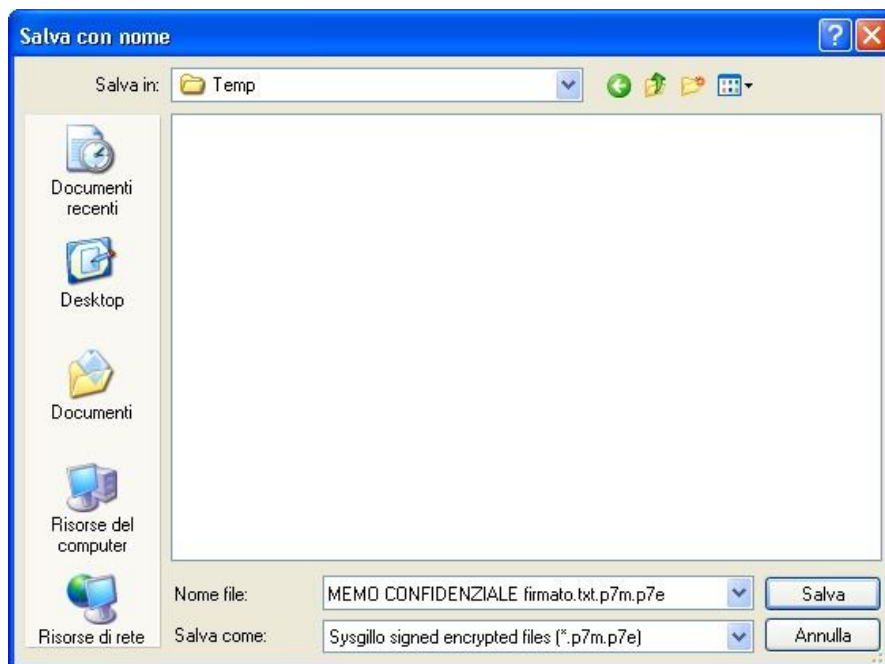 Salva con nome
Salva in: Temp
Documenti
recenti
Desktop
Documenti
Risorse del
computer
Risorse di rete
Nome file: MEMO CONFIDENZIALE firmato.txt.p7m.p7e Salva
Salva come: Sysgillo signed encrypted files (*.p7m.p7e) Annulla